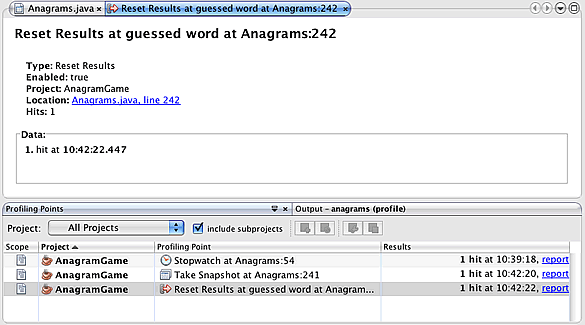 Anagrams.java × Reset Results at guessed word at Anagrams:242 ×
Reset Results at guessed word at Anagrams:242
Type: Reset Results
Enabled: true
Project: AnagramGame
Location: Anagrams.java, line 242
Hits: 1
Data:
1. hit at 10:42:22.447
Profiling Points × Output - anagrams (profile)
Project: All Projects include subprojects
Scope Project Profiling Point Results
AnagramGame Stopwatch at Anagrams:54 1 hit at 10:39:18, report
AnagramGame Take Snapshot at Anagrams:241 1 hit at 10:42:20, report
AnagramGame Reset Results at guessed word at Anagram... 1 hit at 10:42:22, report